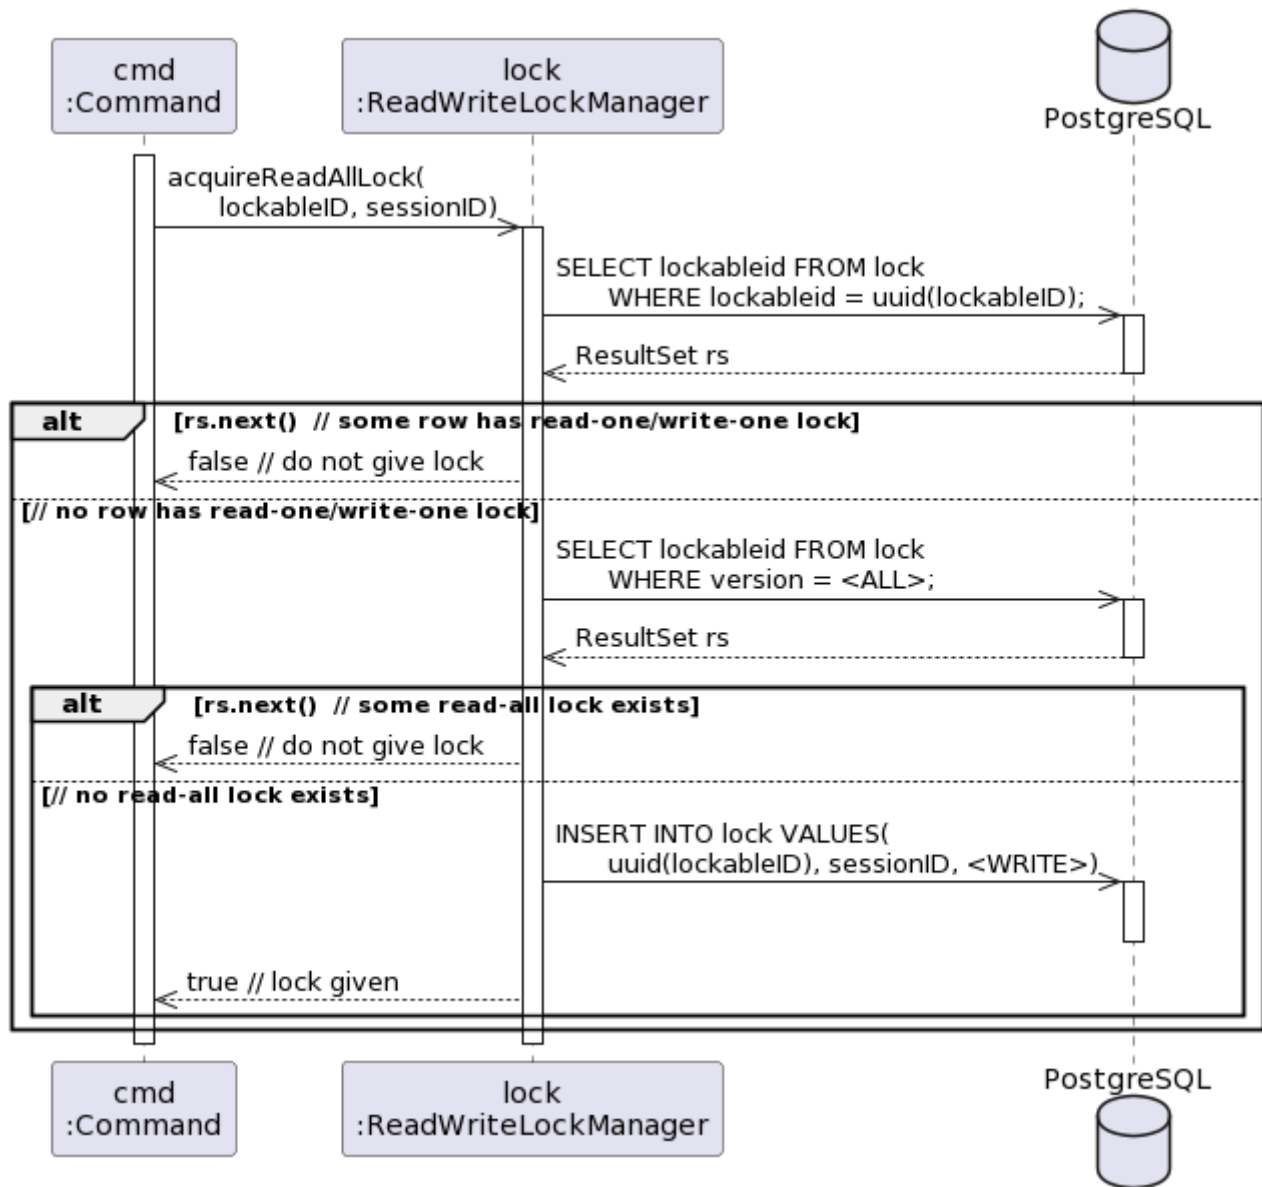 cmd
:Command
lock
:ReadWriteLockManager
PostgreSQL
acquireReadAllLock(
lockableID, sessionID)
SELECT lockableid FROM lock
WHERE lockableid = uuid(lockableID);
ResultSet rs
alt
[rs.next()  // some row has read-one/write-one lock]
false // do not give lock
[// no row has read-one/write-one lock]
SELECT lockableid FROM lock
WHERE version = <ALL>;
ResultSet rs
alt
[rs.next()  // some read-all lock exists]
false // do not give lock
[// no read-all lock exists]
INSERT INTO lock VALUES(
uuid(lockableID), sessionID, <WRITE>)
true // lock given
cmd
:Command
lock
:ReadWriteLockManager
PostgreSQL